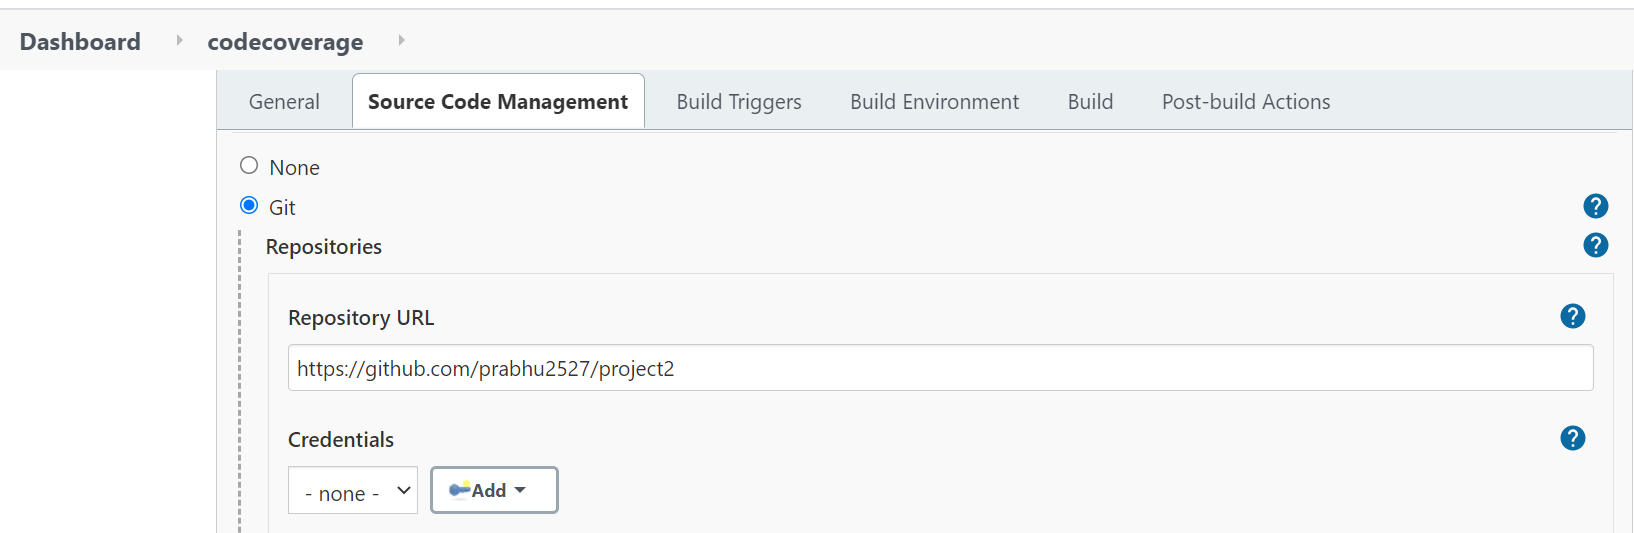 Dashboard codecoverage
General Source Code Management Build Triggers Build Environment Build Post-build Actions
None
Git ?
Repositories ?
Repository URL ?
https://github.com/prabhu2527/project2
Credentials ?
- none - Add